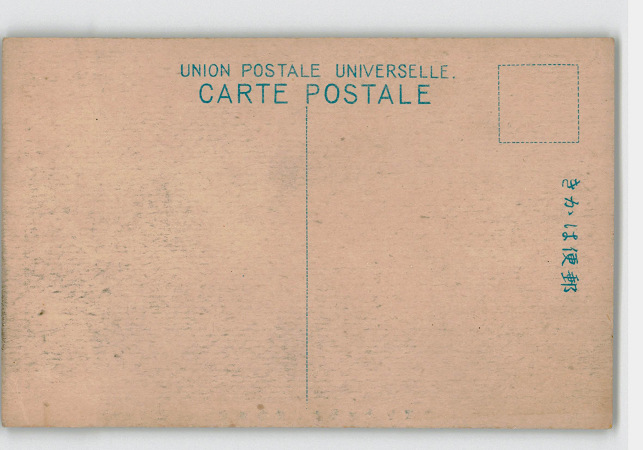 UNION POSTALE UNIVERSELLE.
CARTE POSTALE
きかは便郵